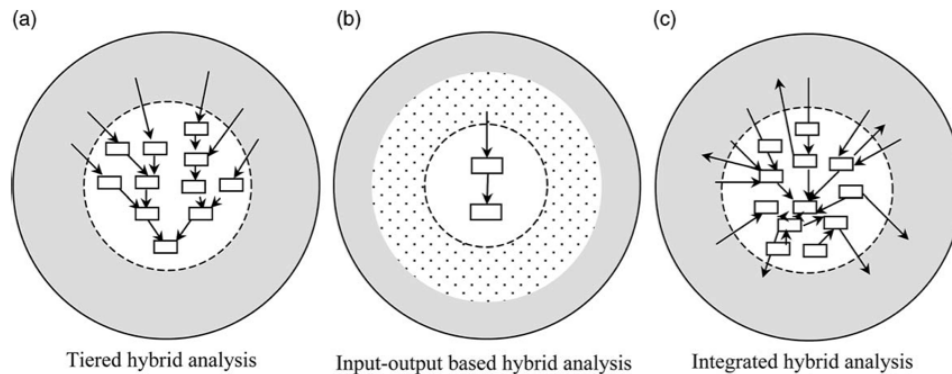 (a)
(b)
(c)
Tiered hybrid analysis
Input-output based hybrid analysis
Integrated hybrid analysis